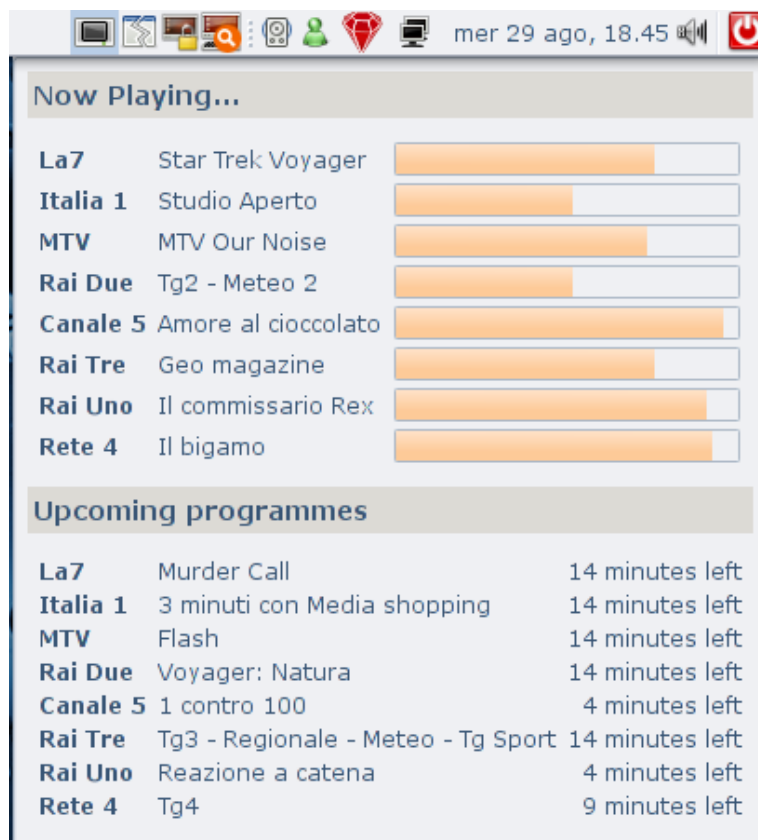 mer 29 ago, 18.45
Now Playing...
La7 Star Trek Voyager
Italia 1 Studio Aperto
MTV MTV Our Noise
Rai Due Tg2 - Meteo 2
Canale 5 Amore al cioccolato
Rai Tre Geo magazine
Rai Uno Il commissario Rex
Rete 4 Il bigamo
Upcoming programmes
La7 Murder Call 14 minutes left
Italia 1 3 minuti con Media shopping 14 minutes left
MTV Flash 14 minutes left
Rai Due Voyager: Natura 14 minutes left
Canale 5 1 contro 100 4 minutes left
Rai Tre Tg3 - Regionale - Meteo - Tg Sport 14 minutes left
Rai Uno Reazione a catena 4 minutes left
Rete 4 Tg4 9 minutes left